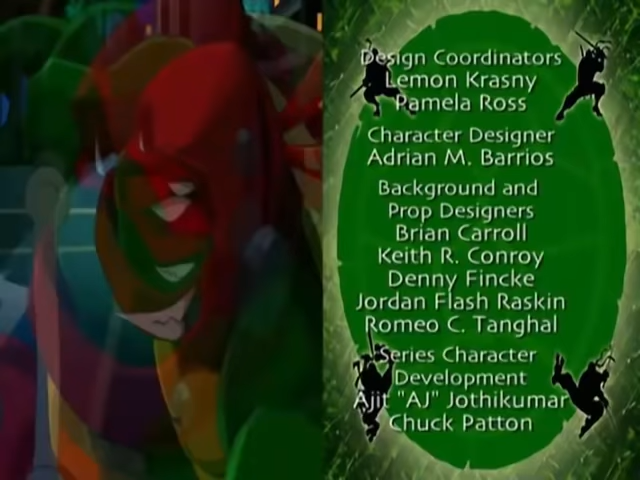 Design Coordinators
Lemon Krasny
Pamela Ross
Character Designer
Adrian M. Barrios
Background and
Prop Designers
Brian Carroll
Keith R. Conroy
Denny Fincke
Jordan Flash Raskin
Romeo C. Tanghal
Series Character
Development
Ajit "AJ" Jothikumar
Chuck Patton